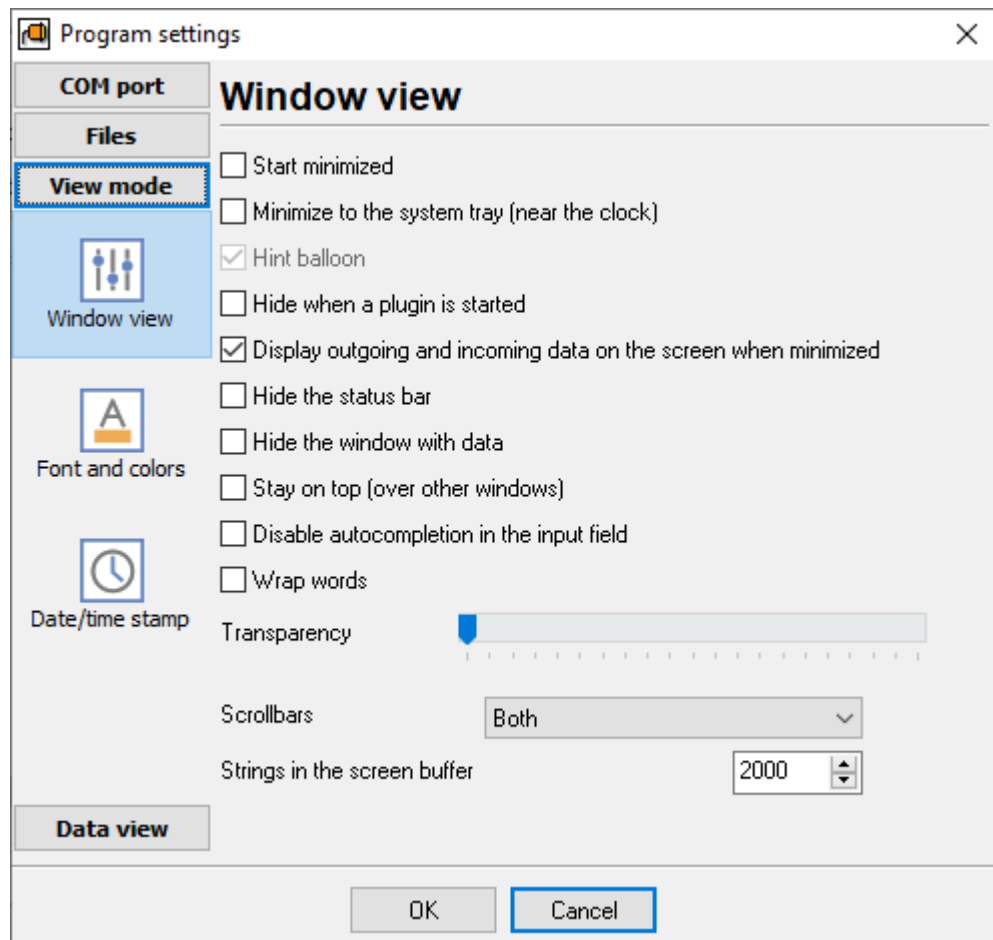 Program settings
COM port
Files
View mode
Window view
Font and colors
Date/time stamp
Data view
Window view
Start minimized
Minimize to the system tray (near the clock)
Hint balloon
Hide when a plugin is started
Display outgoing and incoming data on the screen when minimized
Hide the status bar
Hide the window with data
Stay on top (over other windows)
Disable autocompletion in the input field
Wrap words
Transparency
Scrollbars Both
Strings in the screen buffer 2000
OK Cancel